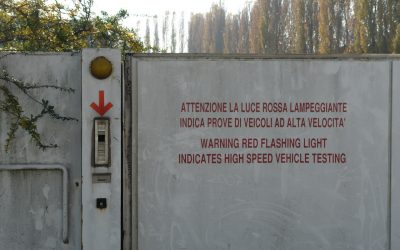 ATTENZIONE LA LUCE ROSSA LAMPEGGIANTE
INDICA PROVE DI VEICOLI AD ALTA VELOCITA'
WARNING RED FLASHING LIGHT
INDICATES HIGH SPEED VEHICLE TESTING